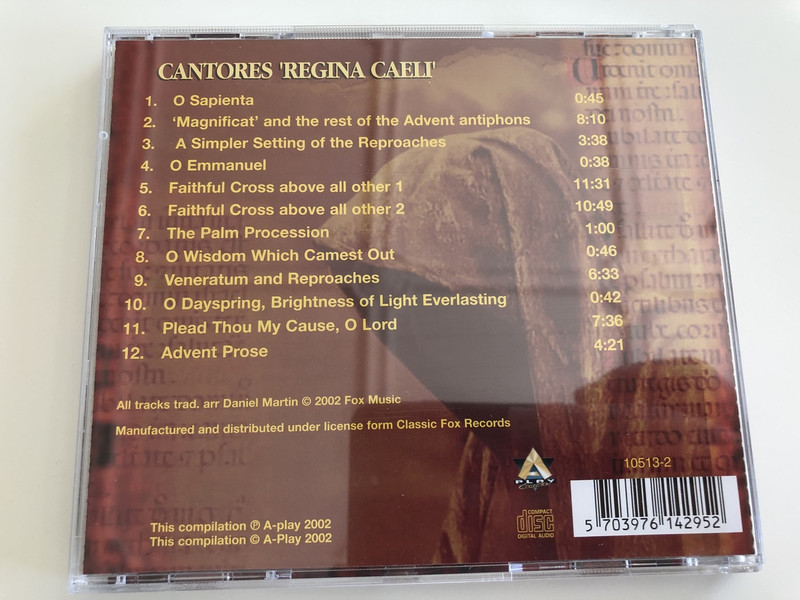 CANTORES 'REGINA CAELI'
1. O Sapienta 0:45
2. 'Magnificat' and the rest of the Advent antiphons 8:10
3. A Simpler Setting of the Reproaches 3:38
4. O Emmanuel 0:38
5. Faithful Cross above all other 1 11:31
6. Faithful Cross above all other 2 10:49
7. The Palm Procession 1:00
8. O Wisdom Which Camest Out 0:46
9. Veneratum and Reproaches 6:33
10. O Dayspring, Brightness of Light Everlasting 0:42
11. Plead Thou My Cause, O Lord 7:36
12. Advent Prose 4:21
All tracks trad. arr Daniel Martin © 2002 Fox Music
Manufactured and distributed under license form Classic Fox Records
10513-2
A PLAY
COMPACT
disc
DIGITAL AUDIO
5 703976 142952
This compilation ℗ A-play 2002
This compilation © A-Play 2002